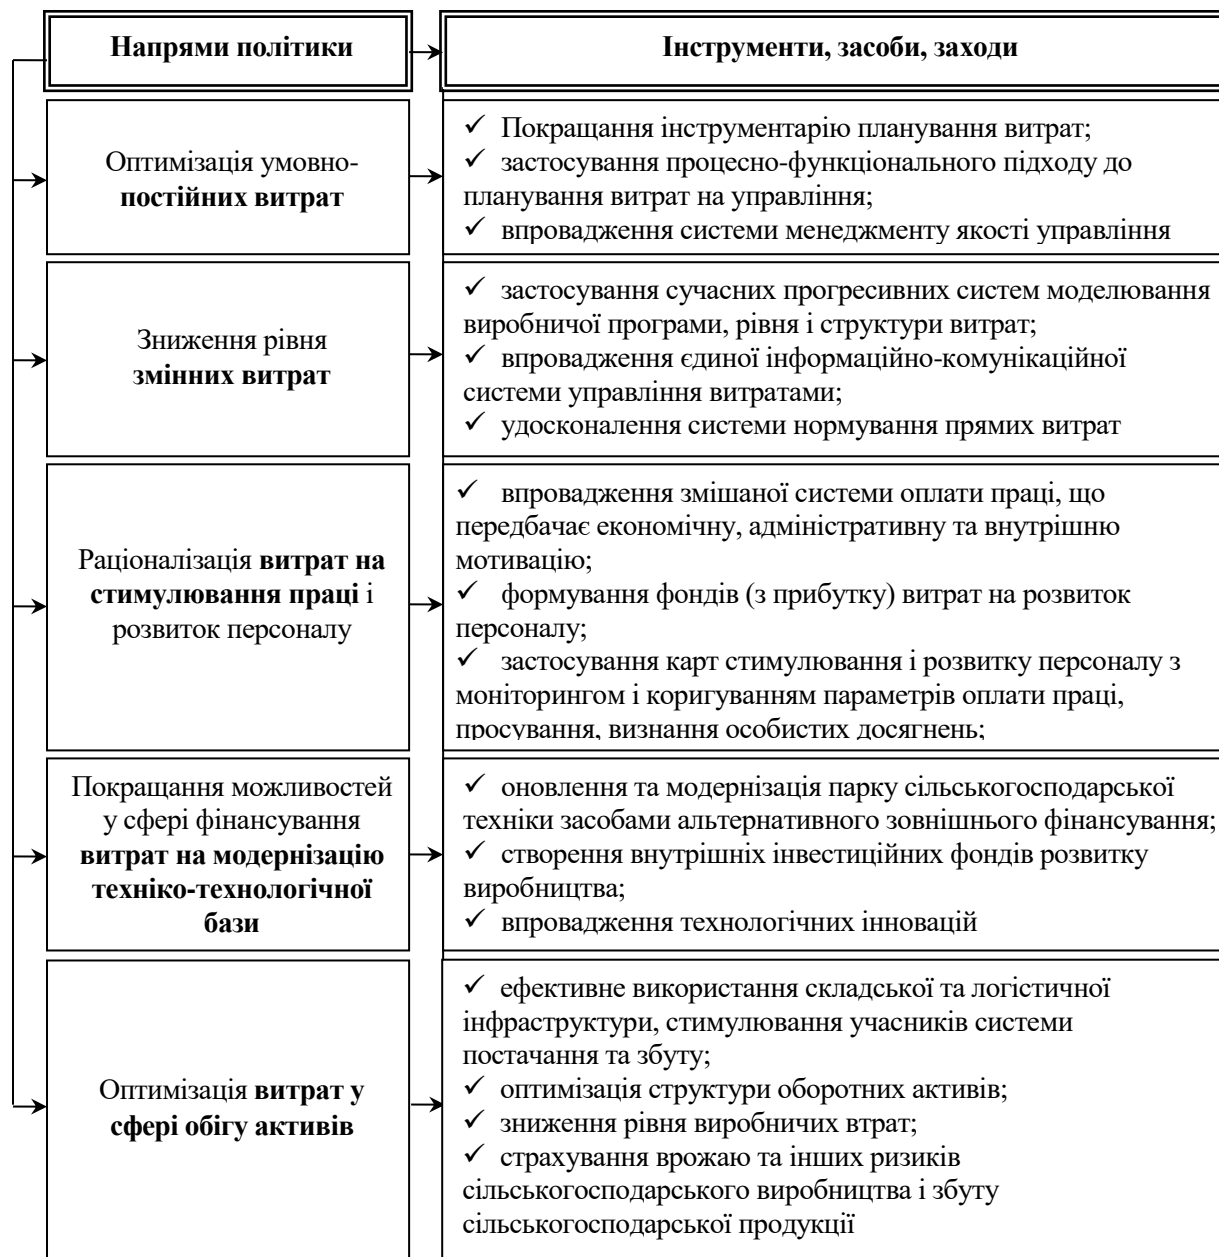 Напрями політики
Інструменти, засоби, заходи
Оптимізація умовно-
постійних витрат
✓ Покращання інструментарію планування витрат;
✓ застосування процесно-функціонального підходу до
планування витрат на управління;
✓ впровадження системи менеджменту якості управління
Зниження рівня
змінних витрат
✓ застосування сучасних прогресивних систем моделювання
виробничої програми, рівня і структури витрат;
✓ впровадження єдиної інформаційно-комунікаційної
системи управління витратами;
✓ удосконалення системи нормування прямих витрат
Раціоналізація витрат на
стимулювання праці і
розвиток персоналу
✓ впровадження змішаної системи оплати праці, що
передбачає економічну, адміністративну та внутрішню
мотивацію;
✓ формування фондів (з прибутку) витрат на розвиток
персоналу;
✓ застосування карт стимулювання і розвитку персоналу з
моніторингом і коригуванням параметрів оплати праці,
просування, визнання особистих досягнень;
Покращання можливостей
у сфері фінансування
витрат на модернізацію
техніко-технологічної
бази
✓ оновлення та модернізація парку сільськогосподарської
техніки засобами альтернативного зовнішнього фінансування;
✓ створення внутрішніх інвестиційних фондів розвитку
виробництва;
✓ впровадження технологічних інновацій
Оптимізація витрат у
сфері обігу активів
✓ ефективне використання складської та логістичної
інфраструктури, стимулювання учасників системи
постачання та збуту;
✓ оптимізація структури оборотних активів;
✓ зниження рівня виробничих втрат;
✓ страхування врожаю та інших ризиків
сільськогосподарського виробництва і збуту
сільськогосподарської продукції